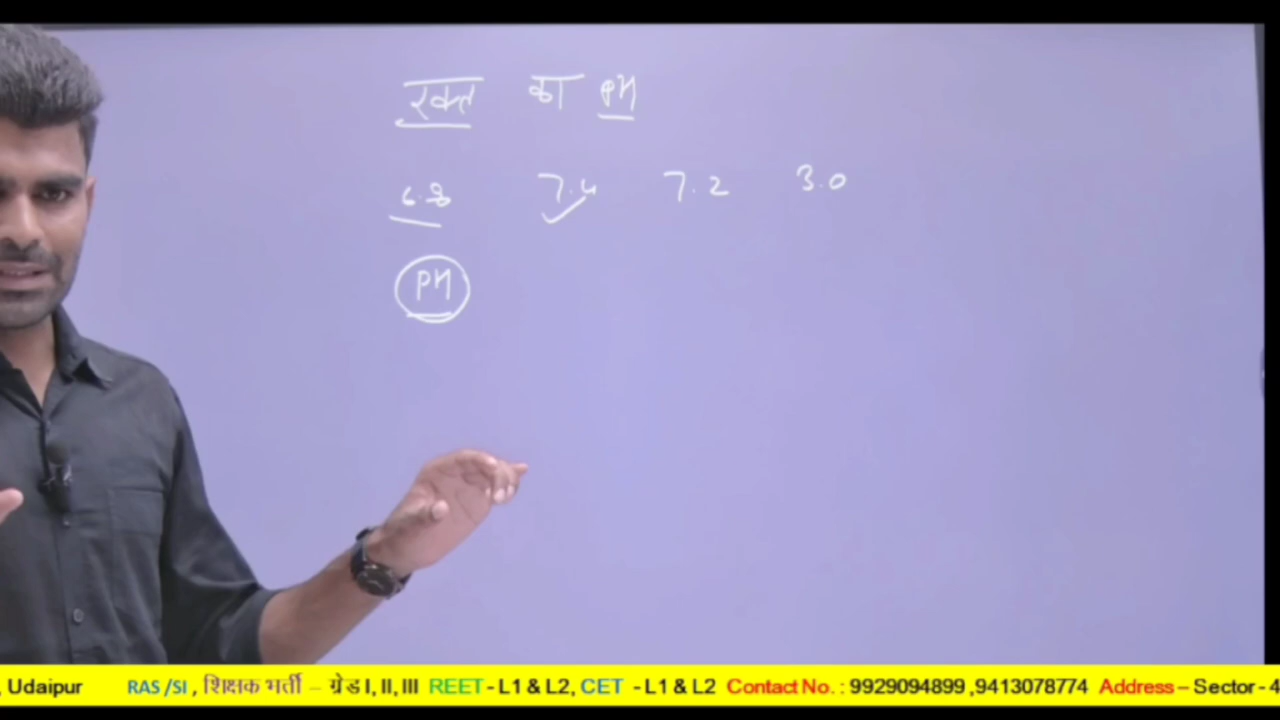 रक्त का PH
6.8 7.4 7.2 3.0
PH
, Udaipur RAS /SI , शिक्षक भर्ती – ग्रेड I, II, III REET - L1 & L2, CET - L1 & L2 Contact No. : 9929094899 ,9413078774 Address – Sector - 4